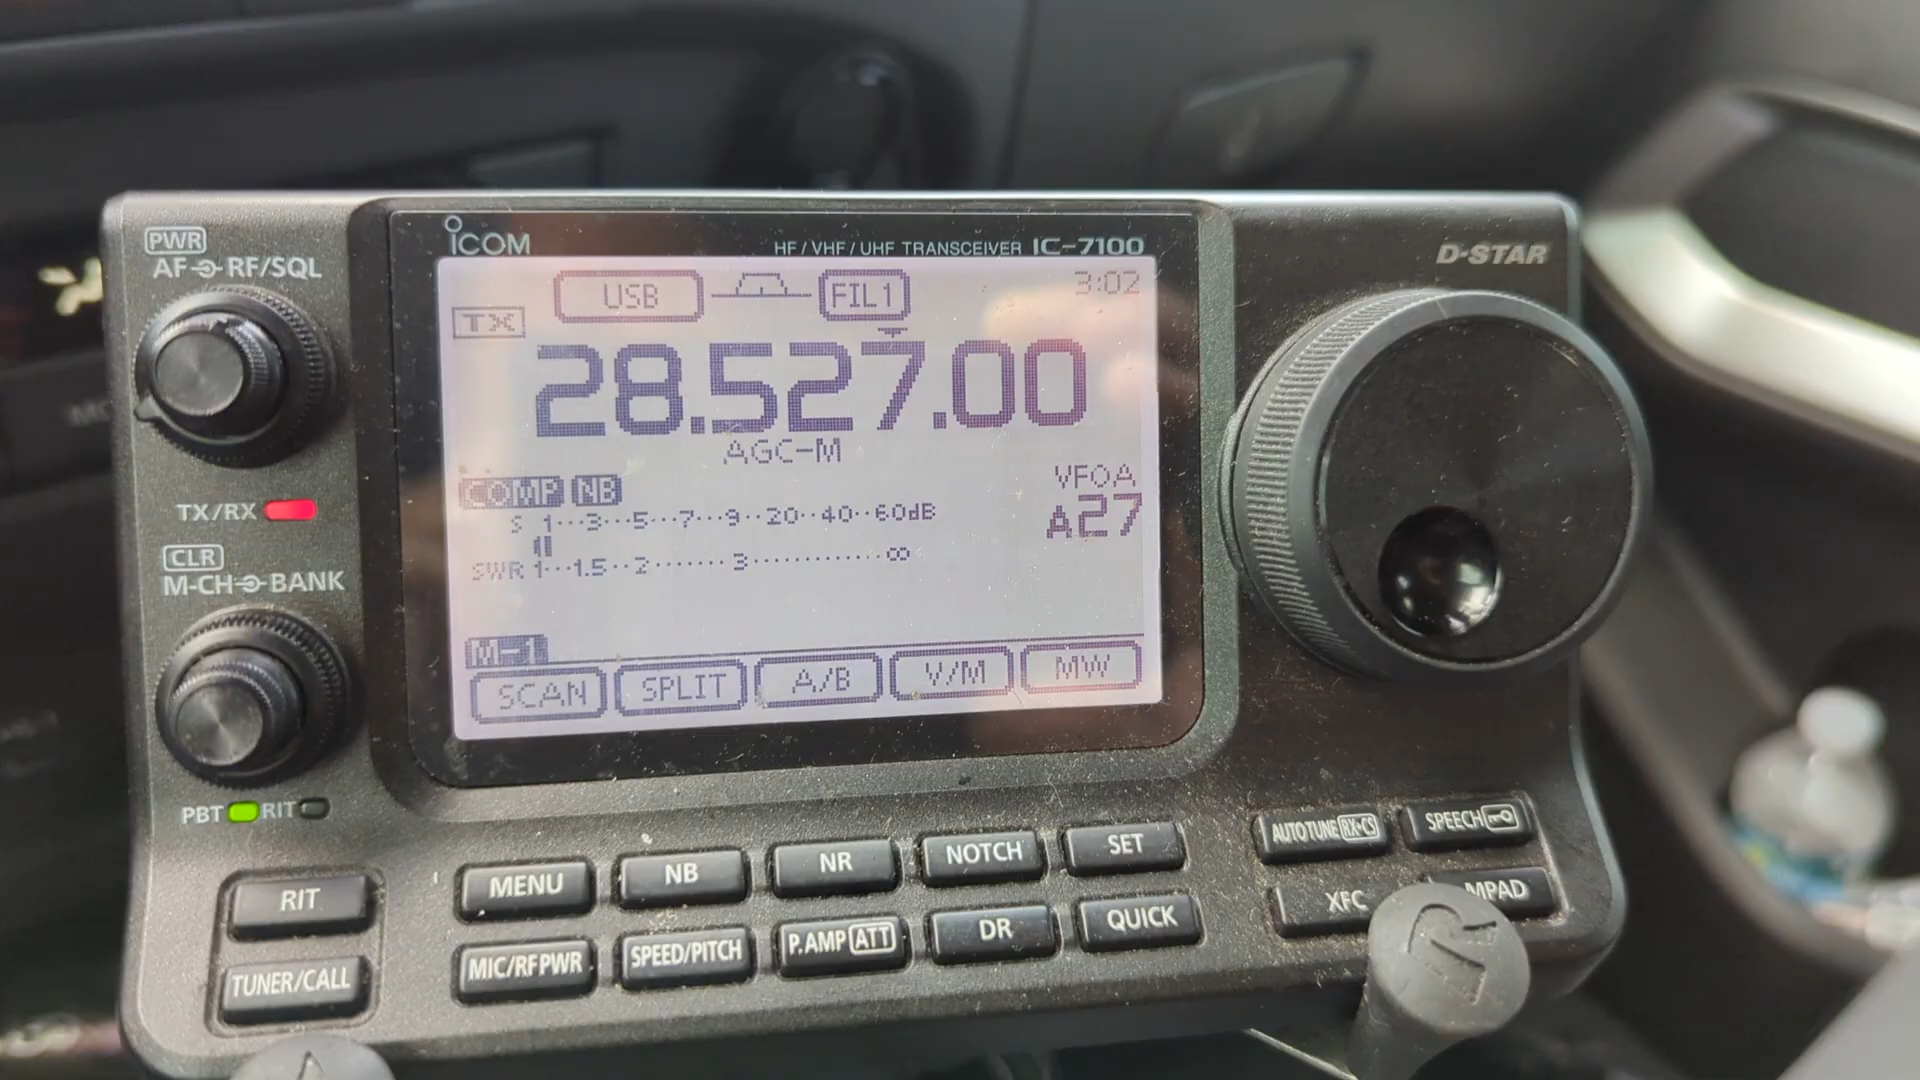 ICOM
HF / VHF / UHF TRANSCEIVER IC-7100
D-STAR
PWR
AF RF/SQL
USB FIL1 3:02
TX
28.527.00
AGC-M
COMP NB
VFOA
A27
S 1···3···5···7···9··20··40··60dB
SWR 1···1.5··2·······3············∞
TX/RX
CLR
M-CH BANK
M-1
SCAN SPLIT A/B V/M MW
PBT RIT
RIT
TUNER/CALL
MENU NB NR NOTCH SET
MIC/RF PWR SPEED/PITCH P.AMP ATT DR QUICK
AUTO TUNE RX→CS SPEECH
XFC MPAD